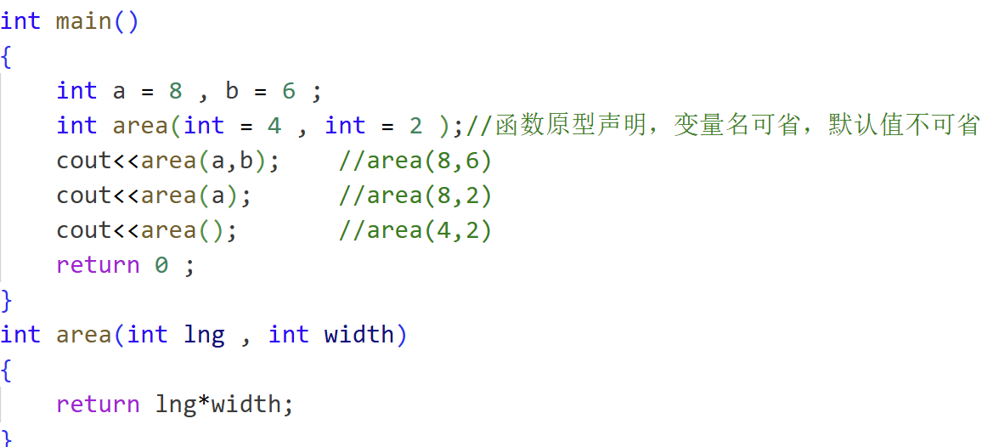 int main()
{
    int a = 8 , b = 6 ;
    int area(int = 4 , int = 2 );//函数原型声明，变量名可省，默认值不可省
    cout<<area(a,b);    //area(8,6)
    cout<<area(a);      //area(8,2)
    cout<<area();       //area(4,2)
    return 0 ;
}
int area(int lng , int width)
{
    return lng*width;
}